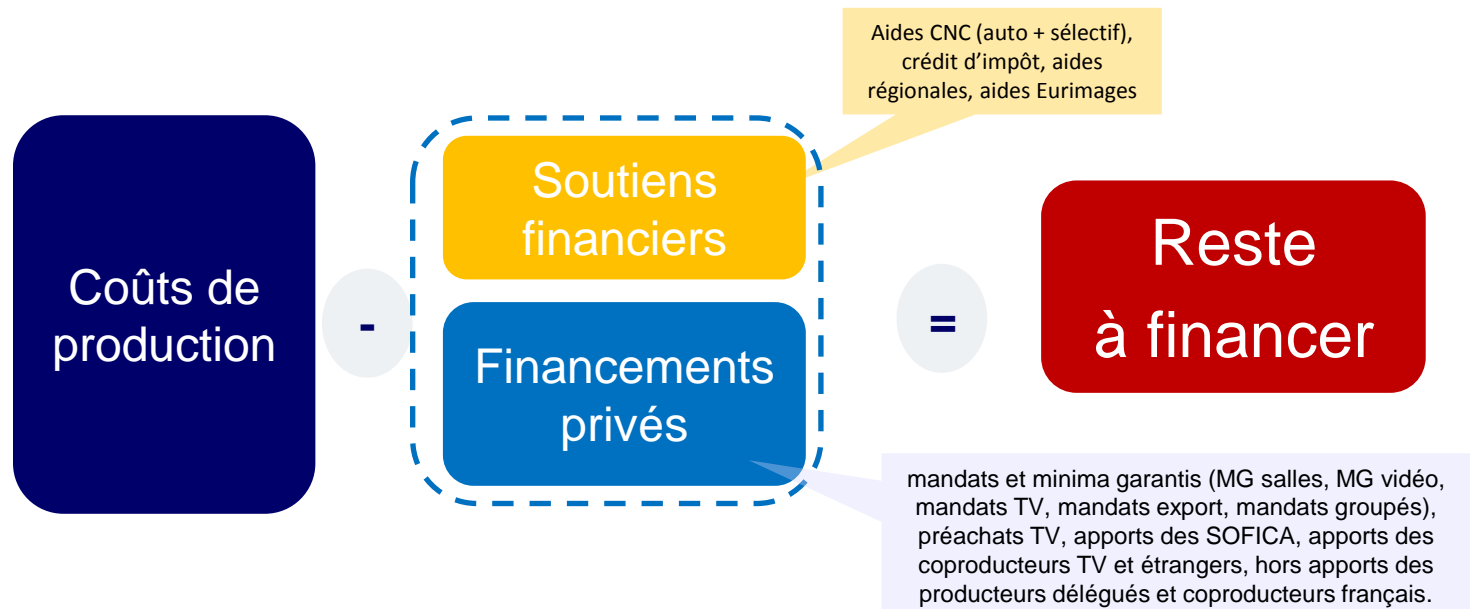 Aides CNC (auto + sélectif),
crédit d'impôt, aides
régionales, aides Eurimages
Coûts de
production
-
Soutiens
financiers
Financements
privés
=
Reste
à financer
mandats et minima garantis (MG salles, MG vidéo,
mandats TV, mandats export, mandats groupés),
préachats TV, apports des SOFICA, apports des
coproducteurs TV et étrangers, hors apports des
producteurs délégués et coproducteurs français.